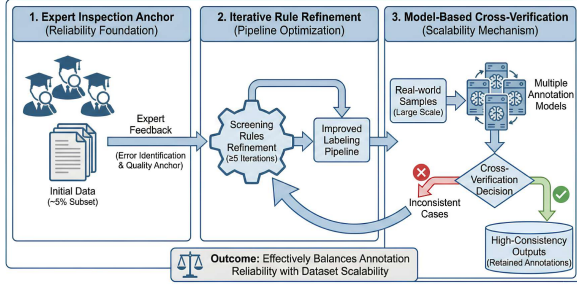 1. Expert Inspection Anchor
(Reliability Foundation)
Expert
Feedback
(Error Identification
& Quality Anchor)
Initial Data
(~5% Subset)
2. Iterative Rule Refinement
(Pipeline Optimization)
Screening
Rules
Refinement
(≥5 Iterations)
Improved
Labeling
Pipeline
3. Model-Based Cross-Verification
(Scalability Mechanism)
Real-world
Samples
(Large Scale)
Multiple
Annotation
Models
Cross-
Verification
Decision
Inconsistent
Cases
High-Consistency
Outputs
(Retained Annotations)
Outcome: Effectively Balances Annotation
Reliability with Dataset Scalability